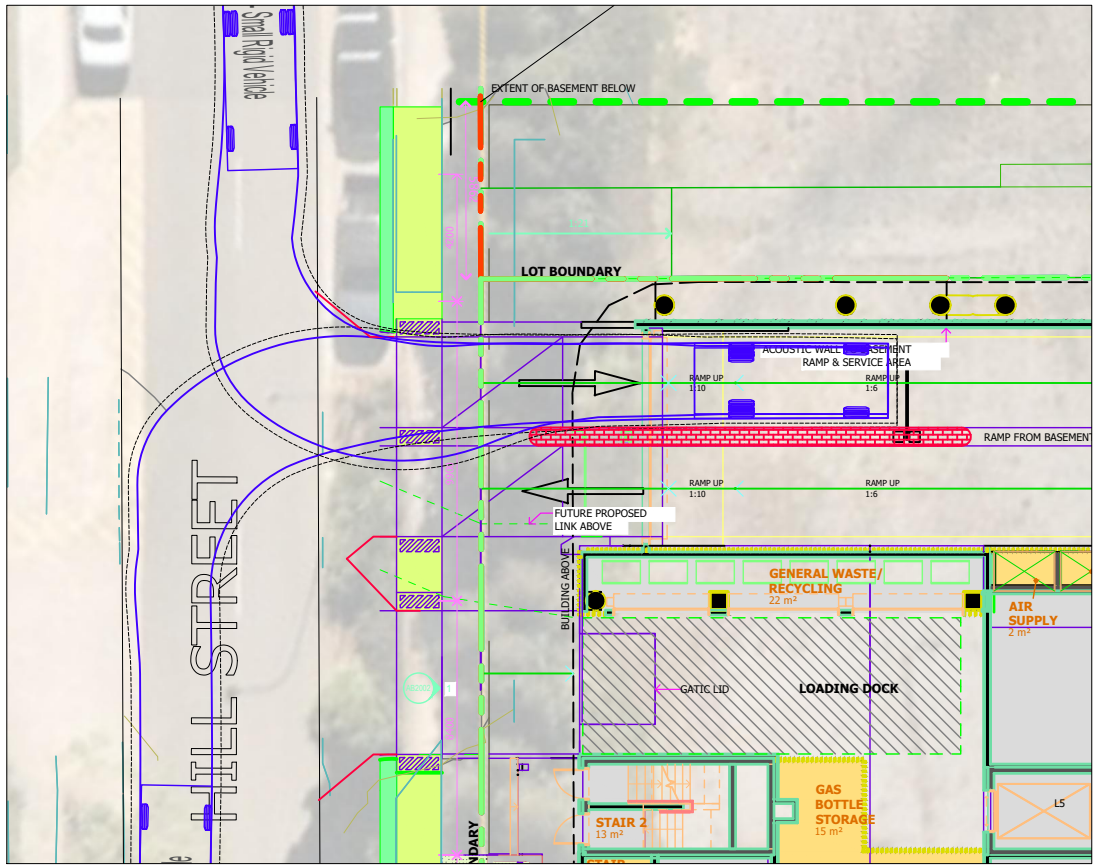 Small Rigid Vehicle
EXTENT OF BASEMENT BELOW
4200
LOT BOUNDARY
RAMP & SERVICE AREA
RAMP UP
1:10
RAMP UP
1:6
RAMP FROM BASEMENT
RAMP UP
1:10
RAMP UP
1:6
FUTURE PROPOSED
LINK ABOVE
BUILDING ABOVE
HILL STREET
GENERAL WASTE/
RECYCLING
22 m²
AIR
SUPPLY
2 m²
GATIC LID
LOADING DOCK
1
GAS
BOTTLE
STORAGE
15 m²
STAIR 2
13 m²
L5
STAIR